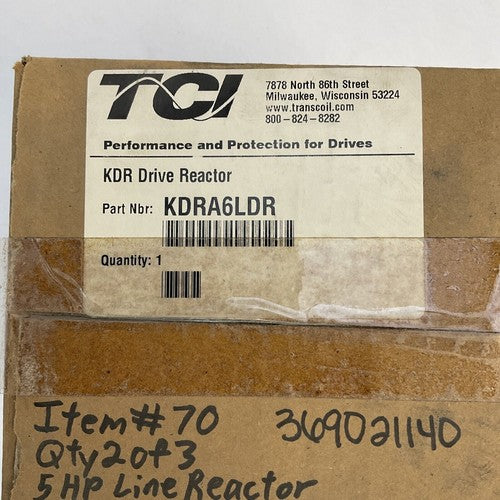 TCI
7878 North 86th Street
Milwaukee, Wisconsin 53224
www.transcoil.com
800-824-8282
Performance and Protection for Drives
KDR Drive Reactor
Part Nbr: KDRA6LDR
Quantity: 1
Item# 70 369021140
Qty 2 of 3
5 HP Line Reactor